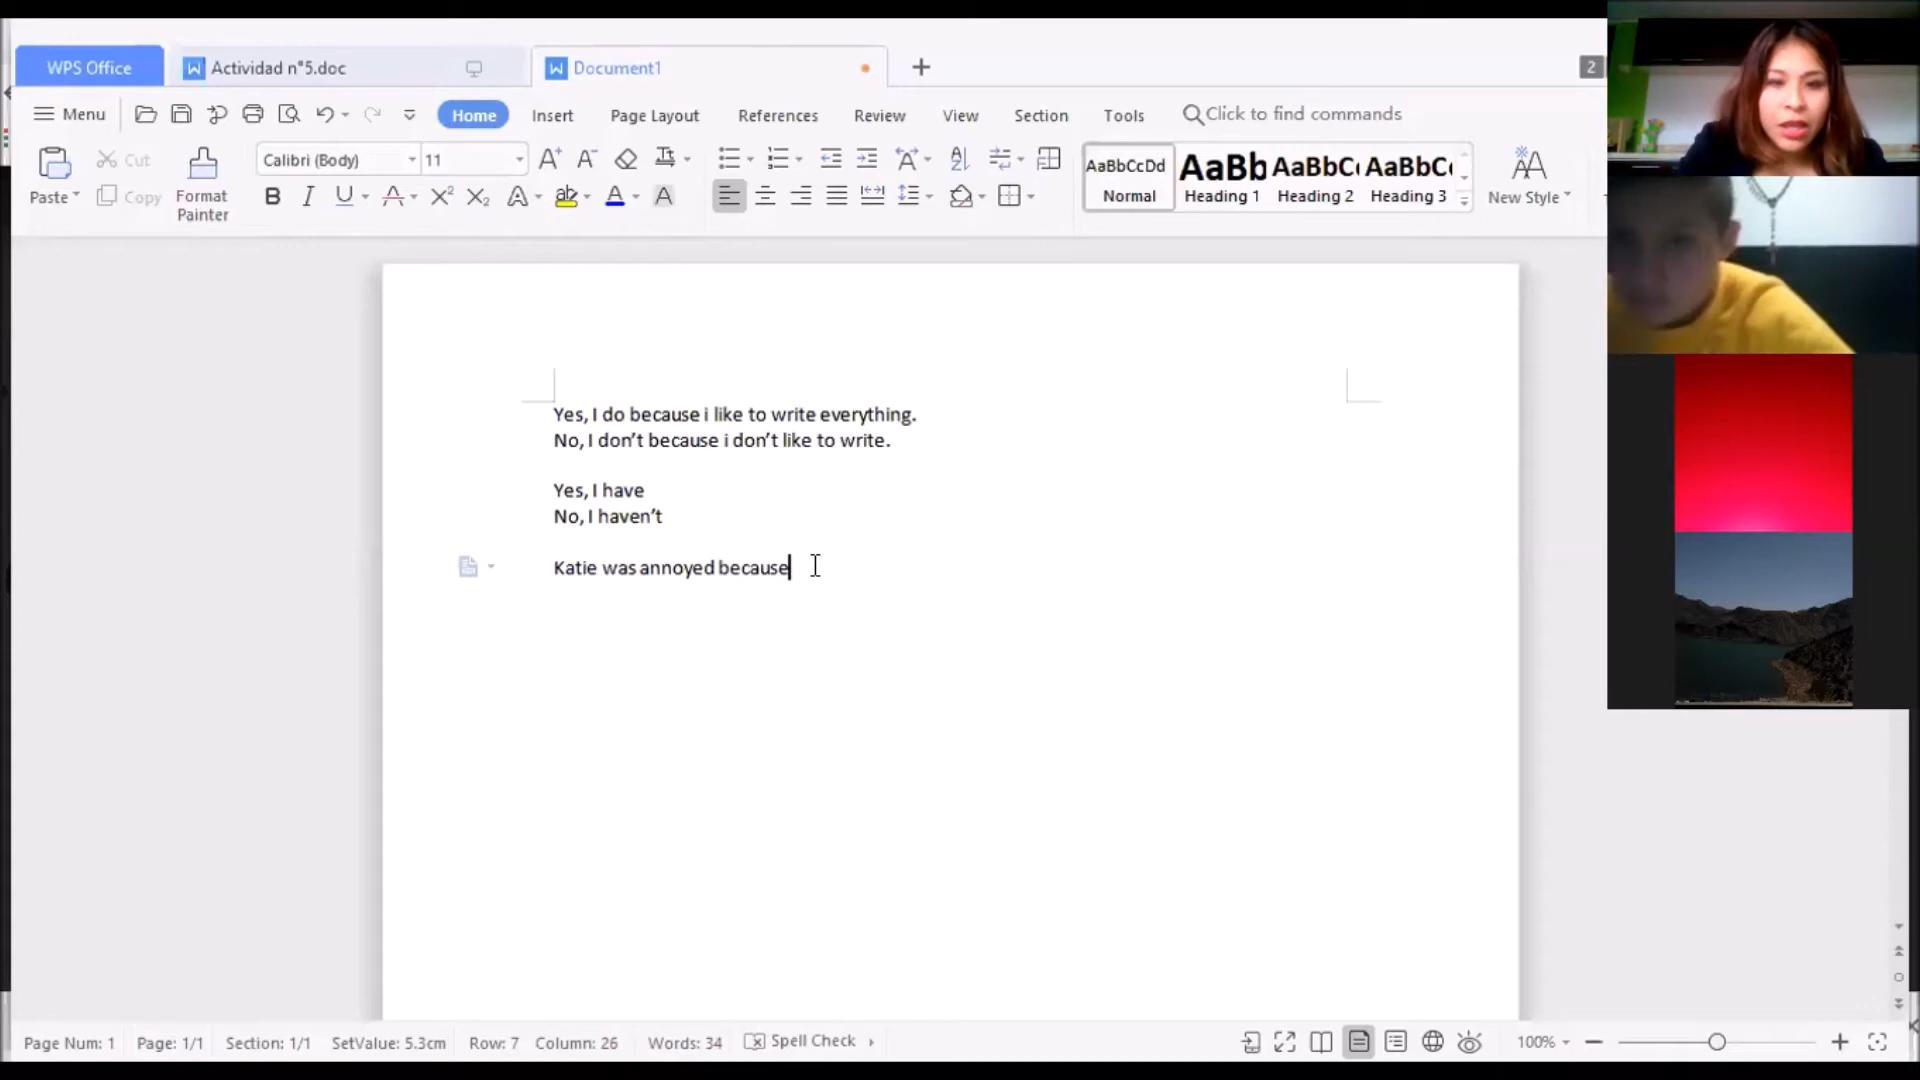 WPS Office
Actividad n°5.doc
Document1
2
Menu
Home
Insert
Page Layout
References
Review
View
Section
Tools
Click to find commands
Paste
Cut
Copy
Format
Painter
Calibri (Body)
11
AaBbCcDd
Normal
AaBb
Heading 1
AaBbC
Heading 2
AaBbC
Heading 3
New Style
Yes, I do because i like to write everything.
No, I don't because i don't like to write.
Yes, I have
No, I haven't
Katie was annoyed because
Page Num: 1
Page: 1/1
Section: 1/1
SetValue: 5.3cm
Row: 7
Column: 26
Words: 34
Spell Check
100%